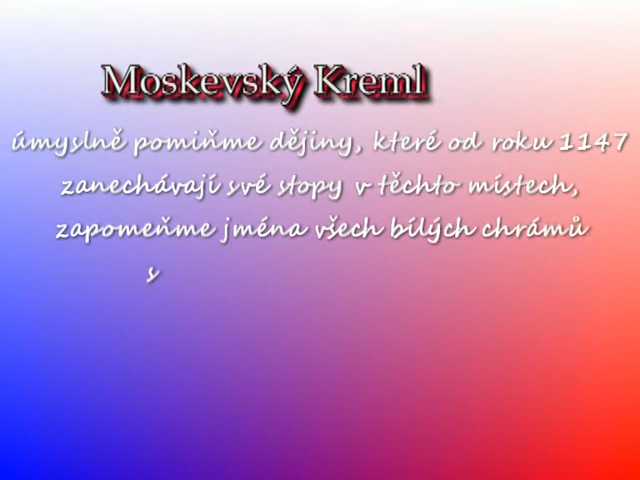 Moskevský Kreml
úmyslně pomiňme dějiny, které od roku 1147
zanechávají své stopy v těchto místech,
zapomeňme jména všech bílých chrámů
s